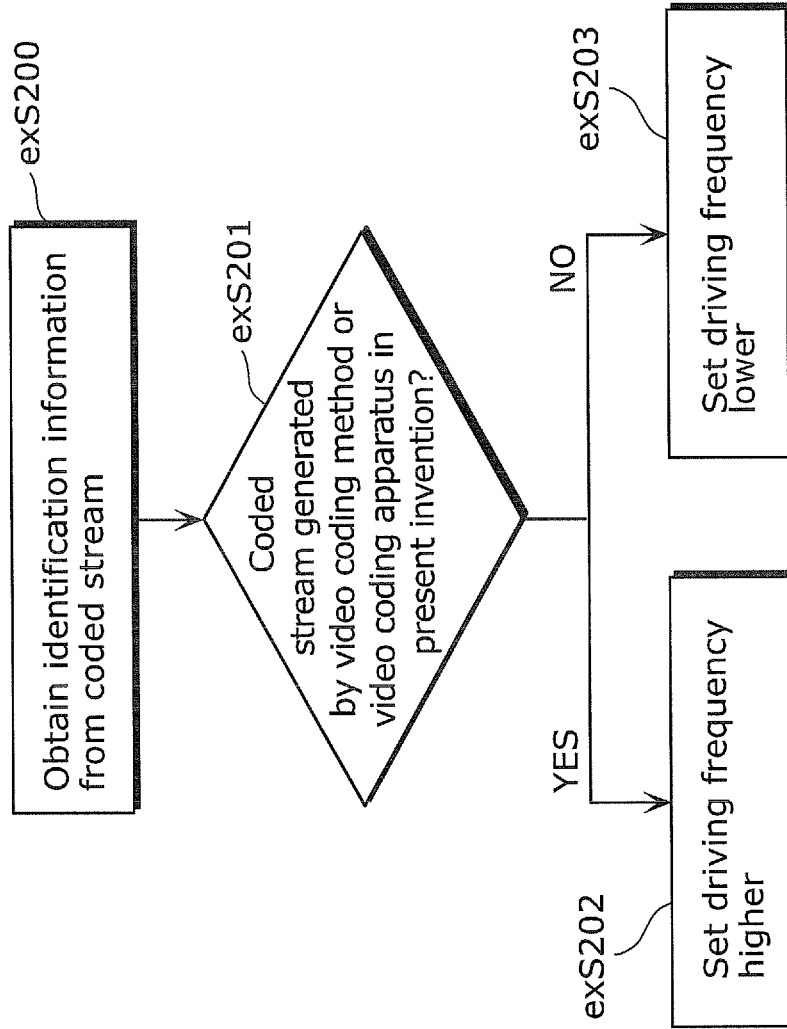 exS200
Obtain identification information
from coded stream
exS201
Coded
stream generated
by video coding method or
video coding apparatus in
present invention?
YES
NO
exS202
Set driving frequency
higher
exS203
Set driving frequency
lower